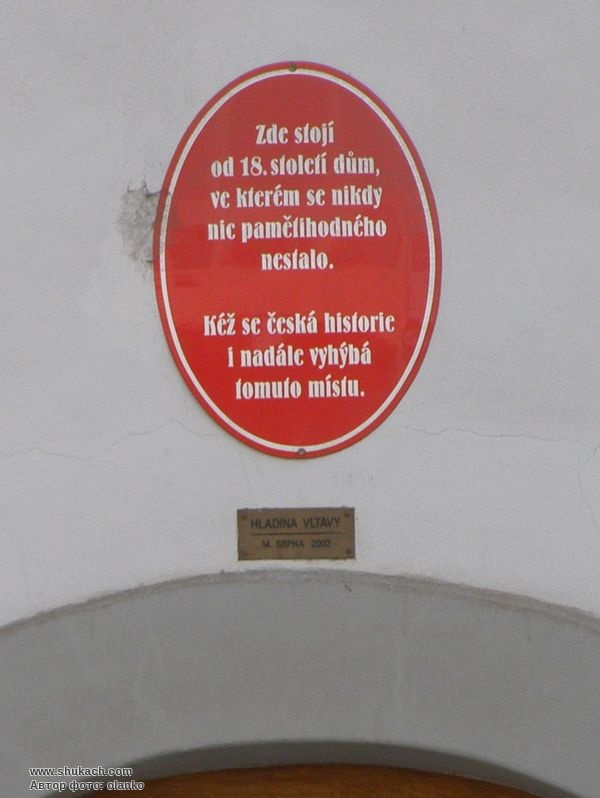 Zde stojí
od 18. století dům,
ve kterém se nikdy
nic pamětihodného
nestalo.
Kéž se česká historie
i nadále vyhýbá
tomuto místu.
HLADINA VLTAVY
14. SRPNA 2002
www.shukach.com
Автор фото: olanko